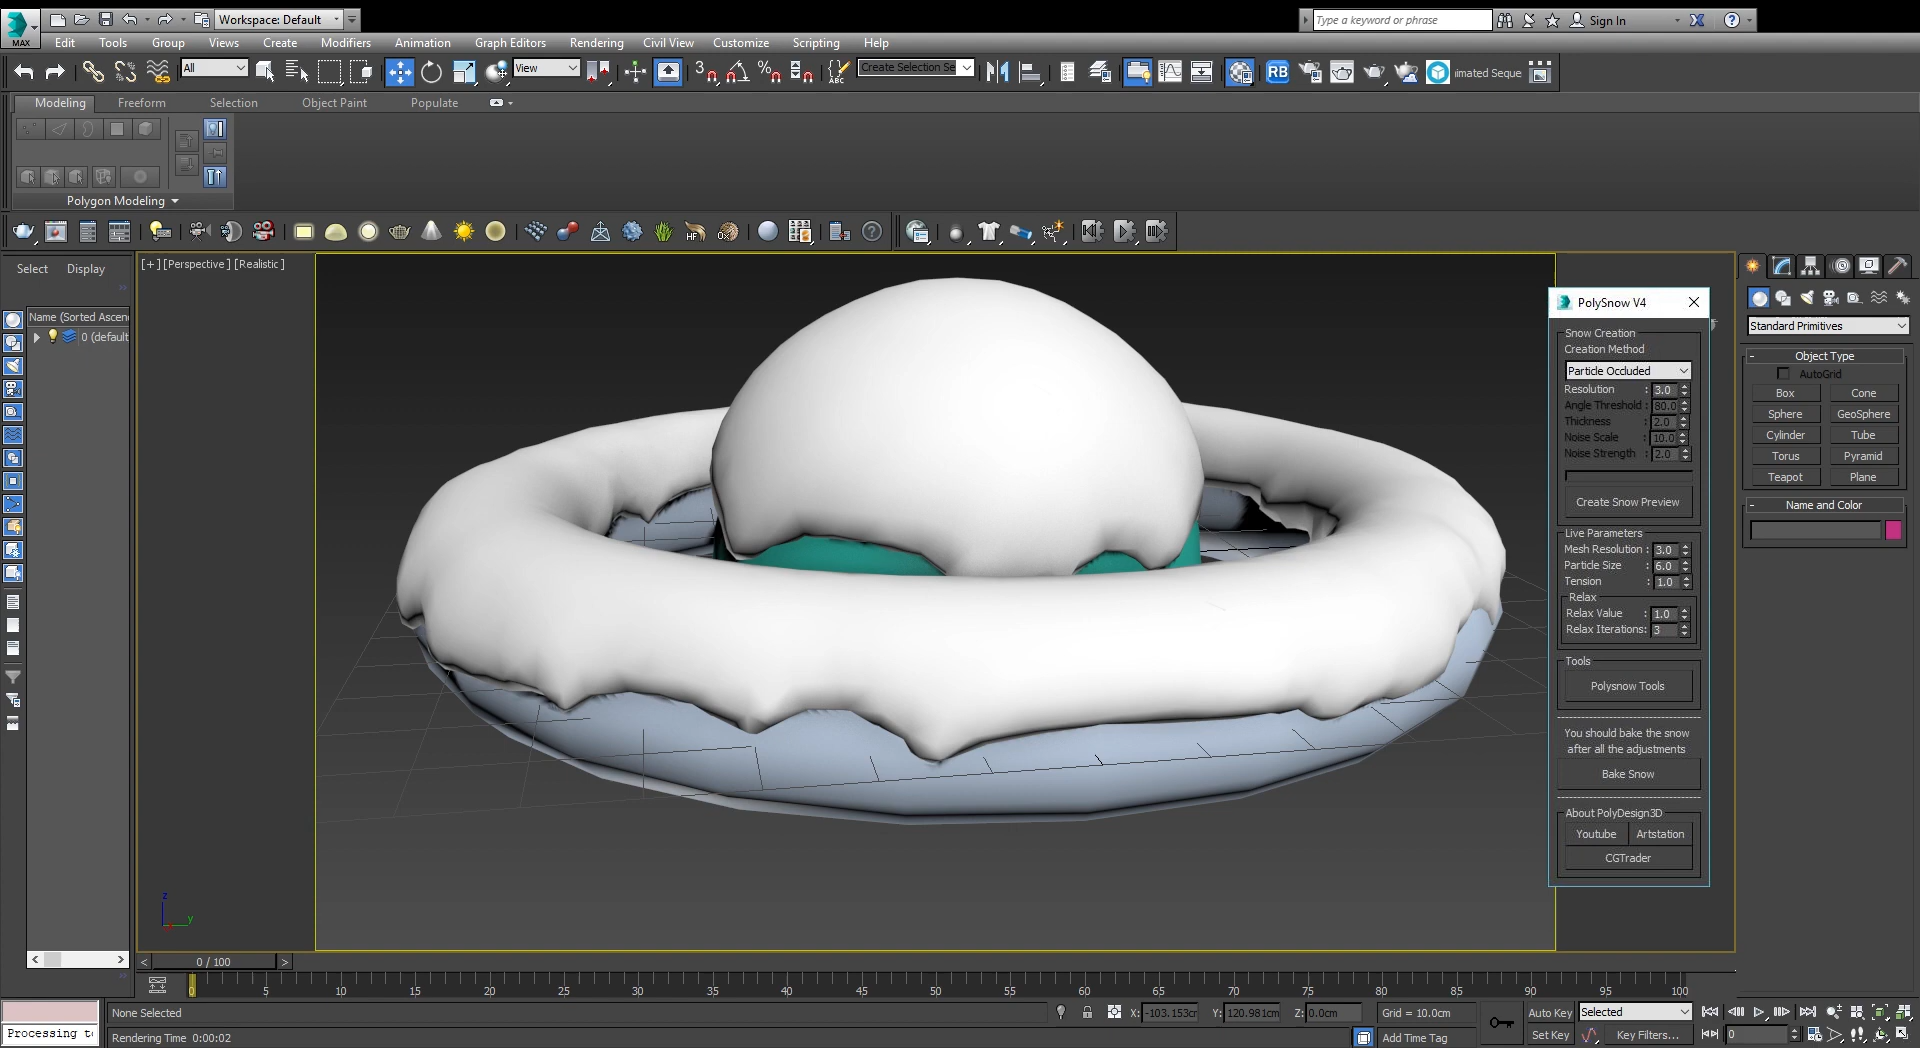 Workspace: Default
Type a keyword or phrase
Sign In
MAX
Edit Tools Group Views Create Modifiers Animation Graph Editors Rendering Civil View Customize Scripting Help
All
View
3
ABC
Create Selection Se
RB
imated Seque
Modeling Freeform Selection Object Paint Populate
Polygon Modeling
HF
Select Display
[+] [Perspective] [Realistic]
Name (Sorted Ascen
0 (default
PolySnow V4
Snow Creation
Creation Method
Particle Occluded
Resolution : 3.0
Angle Threshold : 80.0
Thickness : 2.0
Noise Scale : 10.0
Noise Strength : 2.0
Create Snow Preview
Live Parameters
Mesh Resolution : 3.0
Particle Size : 6.0
Tension : 1.0
Relax
Relax Value : 1.0
Relax Iterations: 3
Tools
Polysnow Tools
You should bake the snow
after all the adjustments
Bake Snow
About PolyDesign3D
Youtube Artstation
CGTrader
Standard Primitives
- Object Type
AutoGrid
Box Cone
Sphere GeoSphere
Cylinder Tube
Torus Pyramid
Teapot Plane
- Name and Color
z
y
< 0 / 100 >
0 5 10 15 20 25 30 35 40 45 50 55 60 65 70 75 80 85 90 95 100
None Selected
X: -103.153cm Y: 120.981cm Z: 0.0cm
Grid = 10.0cm
Auto Key Selected
Processing to
Rendering Time 0:00:02
Add Time Tag
Set Key Key Filters...
0